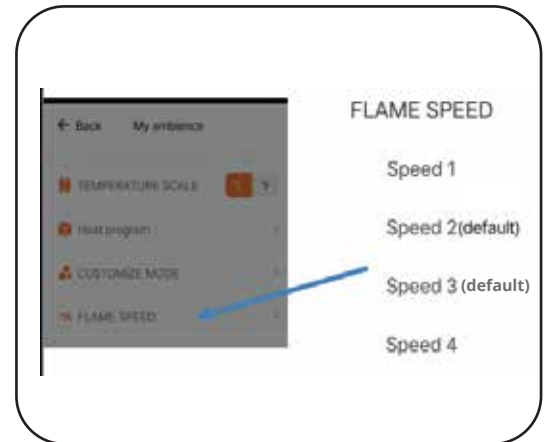 ← Back My ambience
TEMPERATURE SCALE
Heat program
CUSTOMIZE MODE
FLAME SPEED
FLAME SPEED
Speed 1
Speed 2(default)
Speed 3 (default)
Speed 4